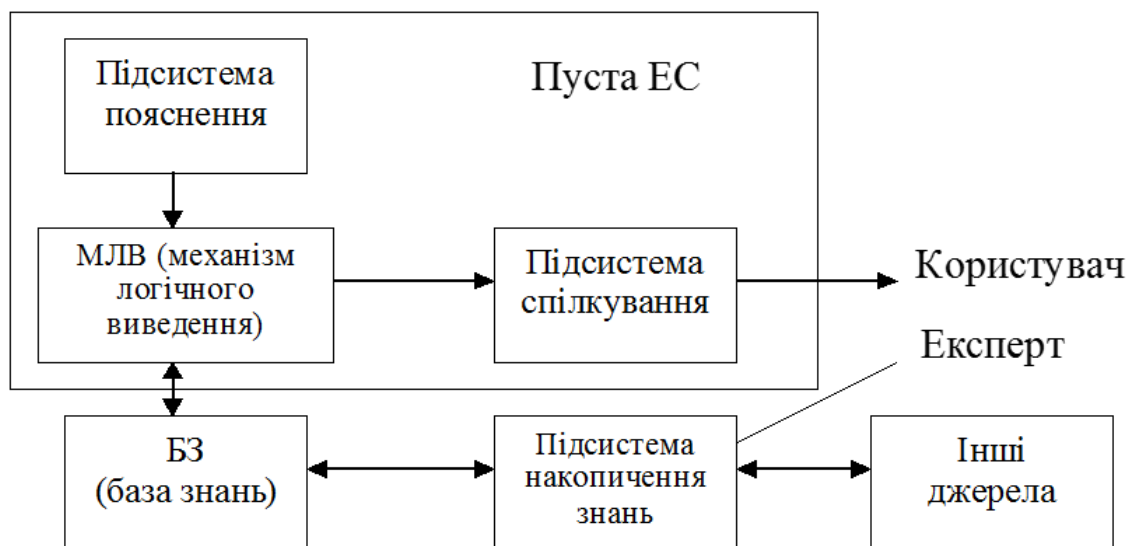 Підсистема
пояснення
Пуста ЕС
МЛВ (механізм
логічного
виведення)
Підсистема
спілкування
Користувач
Експерт
БЗ
(база знань)
Підсистема
накопичення
знань
Інші
джерела